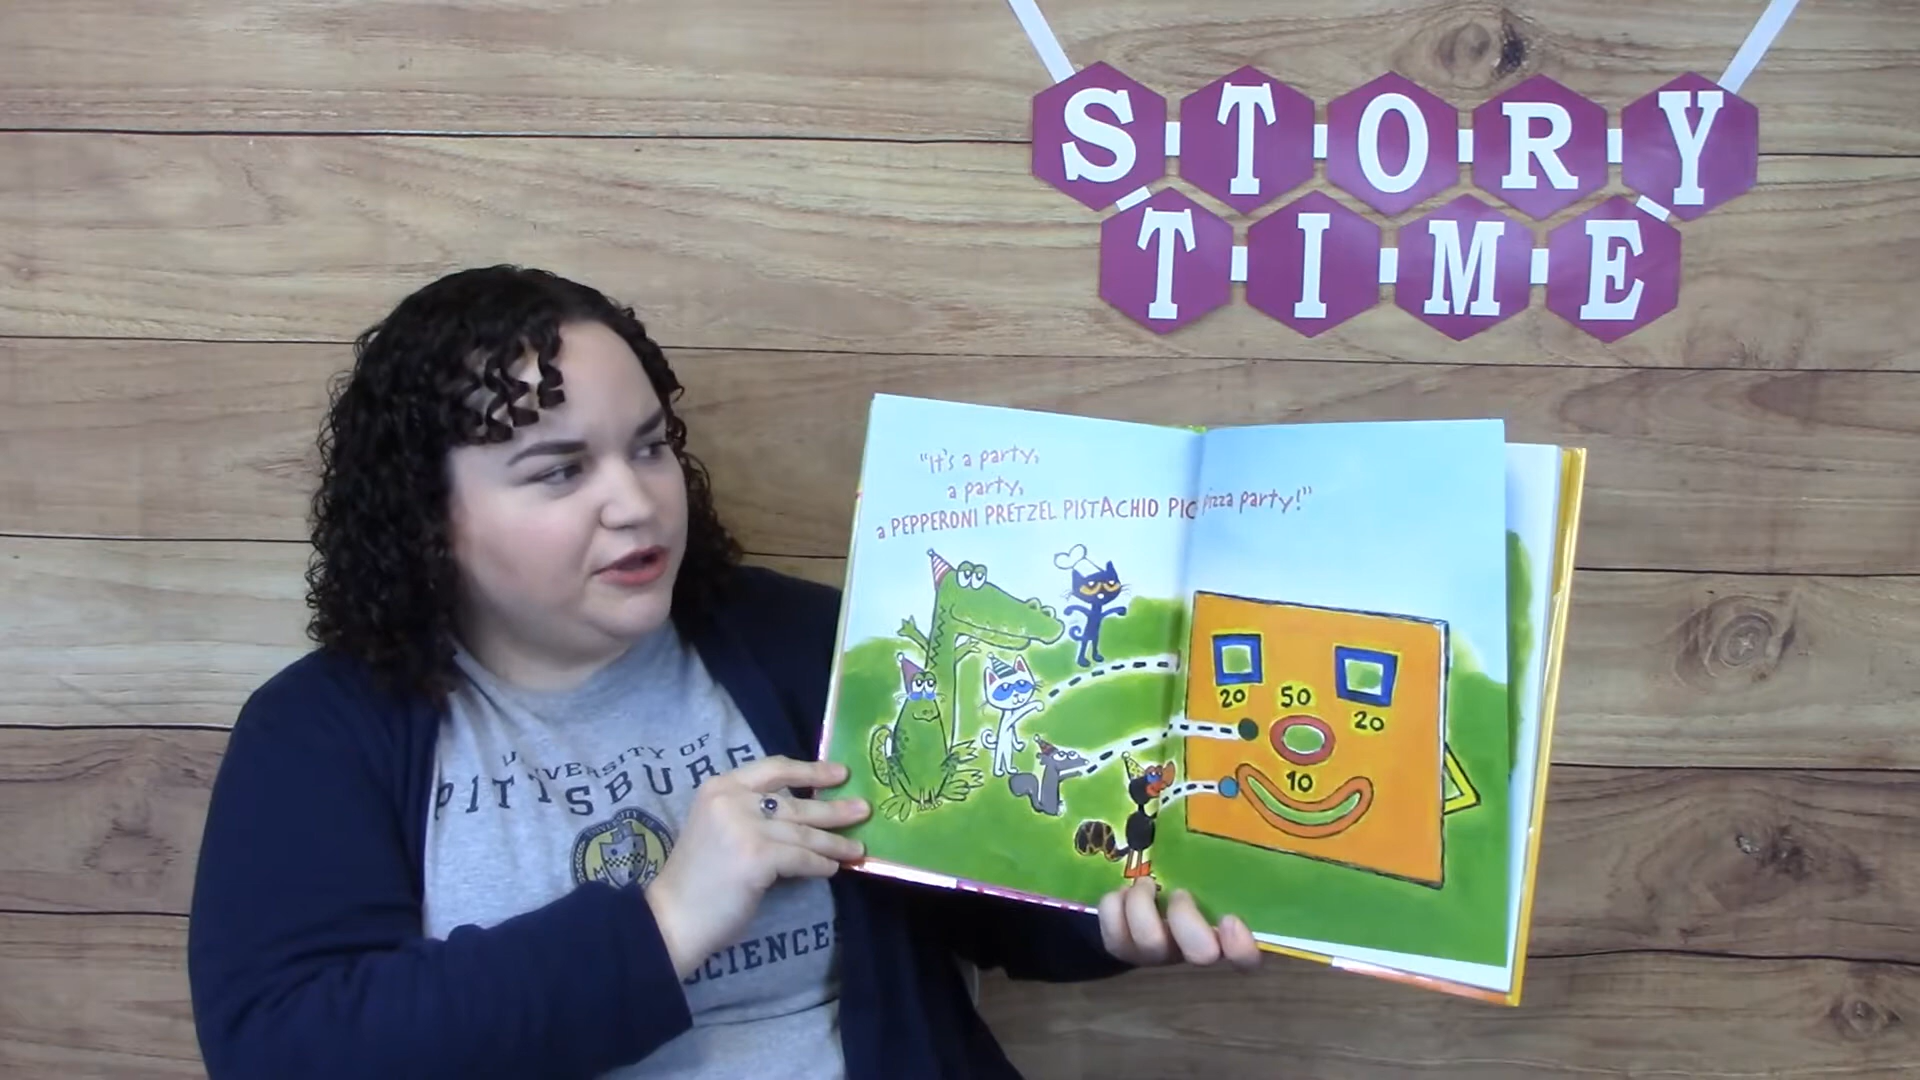 STORY
TIME
"It's a party,
a party,
a PEPPERONI PRETZEL PISTACHIO PIC pizza party!"
20 50 20
10
UNIVERSITY OF
PITTSBURG
SCIENCES